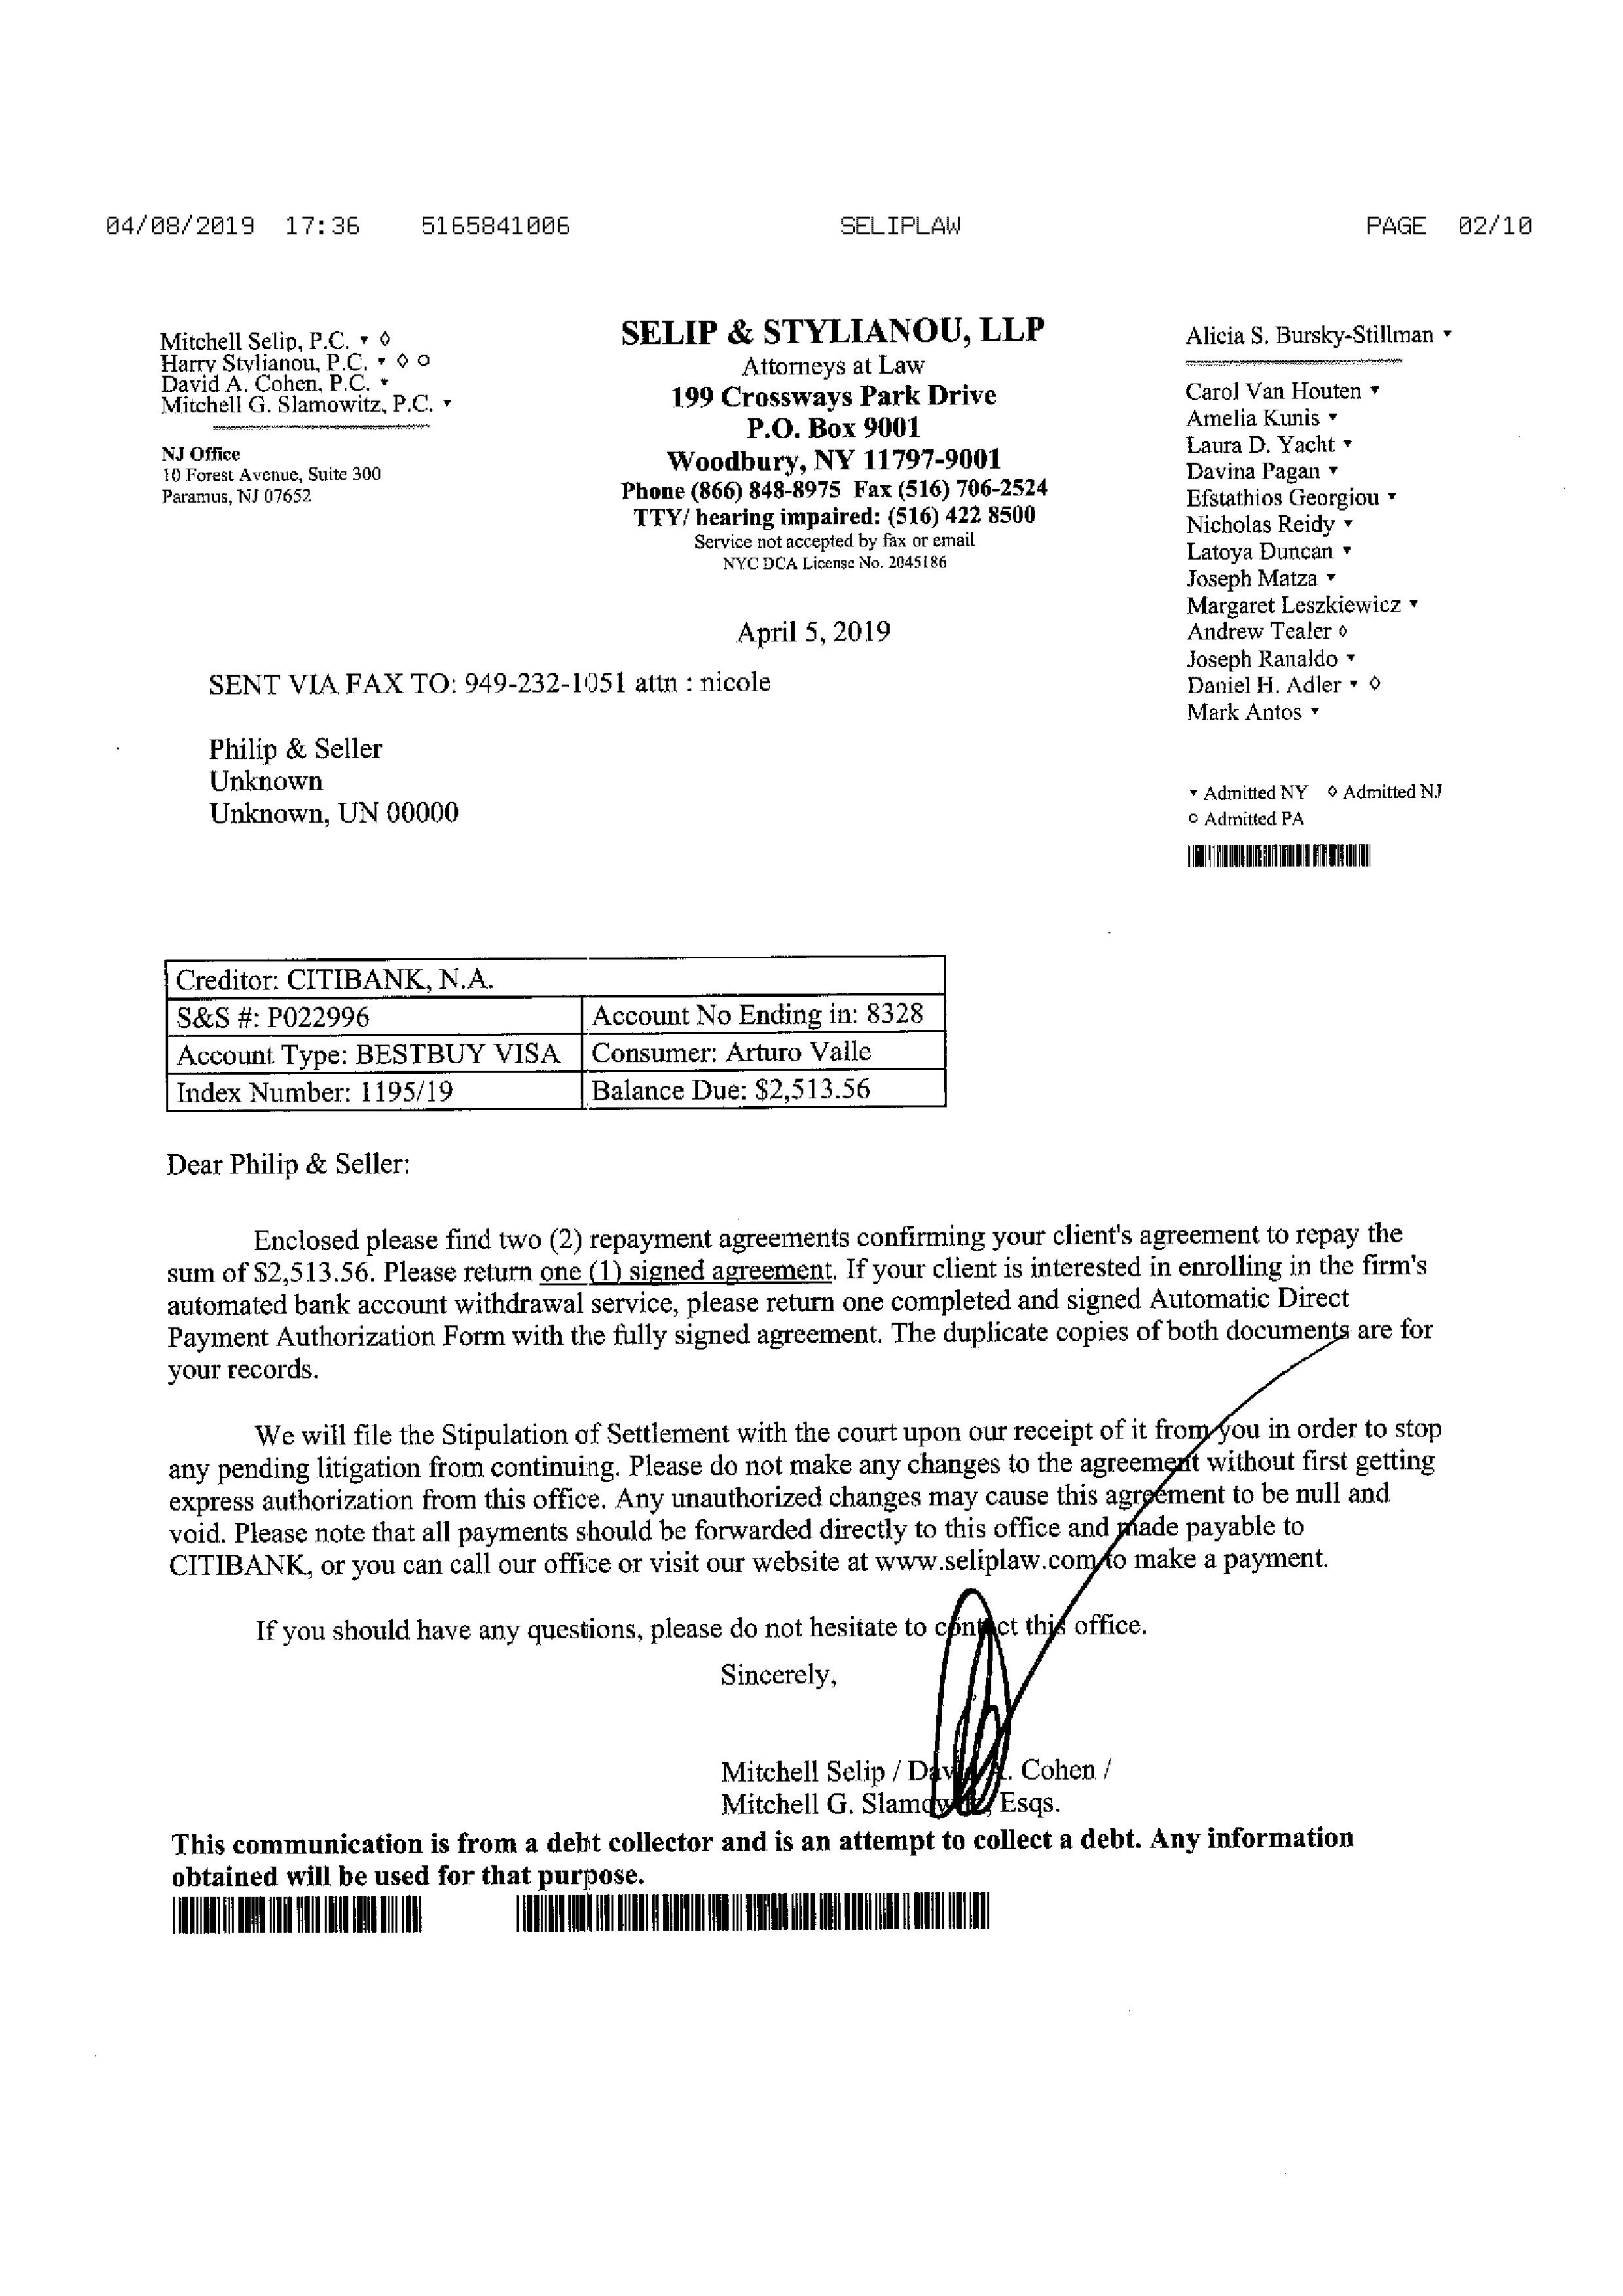 04/08/2019 17:36 5165841006 SELIPLAW PAGE 02/10
Mitchell Selip, P.C. ▾ ◊
Harry Stylianou, P.C. ▾ ◊ ○
David A. Cohen, P.C. ▾
Mitchell G. Slamowitz, P.C. ▾
NJ Office
10 Forest Avenue, Suite 300
Paramus, NJ 07652
SELIP & STYLIANOU, LLP
Attorneys at Law
199 Crossways Park Drive
P.O. Box 9001
Woodbury, NY 11797-9001
Phone (866) 848-8975 Fax (516) 706-2524
TTY/ hearing impaired: (516) 422 8500
Service not accepted by fax or email
NYC DCA License No. 2045186
Alicia S. Bursky-Stillman ▾
Carol Van Houten ▾
Amelia Kunis ▾
Laura D. Yacht ▾
Davina Pagan ▾
Efstathios Georgiou ▾
Nicholas Reidy ▾
Latoya Duncan ▾
Joseph Matza ▾
Margaret Leszkiewicz ▾
Andrew Tealer ◊
Joseph Ranaldo ▾
Daniel H. Adler ▾ ◊
Mark Antos ▾
▾ Admitted NY ◊ Admitted NJ
○ Admitted PA
April 5, 2019
SENT VIA FAX TO: 949-232-1051 attn : nicole
Philip & Seller
Unknown
Unknown, UN 00000
Creditor: CITIBANK, N.A.
S&S #: P022996 Account No Ending in: 8328
Account Type: BESTBUY VISA Consumer: Arturo Valle
Index Number: 1195/19 Balance Due: $2,513.56
Dear Philip & Seller:
Enclosed please find two (2) repayment agreements confirming your client's agreement to repay the
sum of $2,513.56. Please return one (1) signed agreement. If your client is interested in enrolling in the firm's
automated bank account withdrawal service, please return one completed and signed Automatic Direct
Payment Authorization Form with the fully signed agreement. The duplicate copies of both documents are for
your records.
We will file the Stipulation of Settlement with the court upon our receipt of it from you in order to stop
any pending litigation from continuing. Please do not make any changes to the agreement without first getting
express authorization from this office. Any unauthorized changes may cause this agreement to be null and
void. Please note that all payments should be forwarded directly to this office and made payable to
CITIBANK, or you can call our office or visit our website at www.seliplaw.com to make a payment.
If you should have any questions, please do not hesitate to contact this office.
Sincerely,
Mitchell Selip / David A. Cohen /
Mitchell G. Slamowitz, Esqs.
This communication is from a debt collector and is an attempt to collect a debt. Any information
obtained will be used for that purpose.